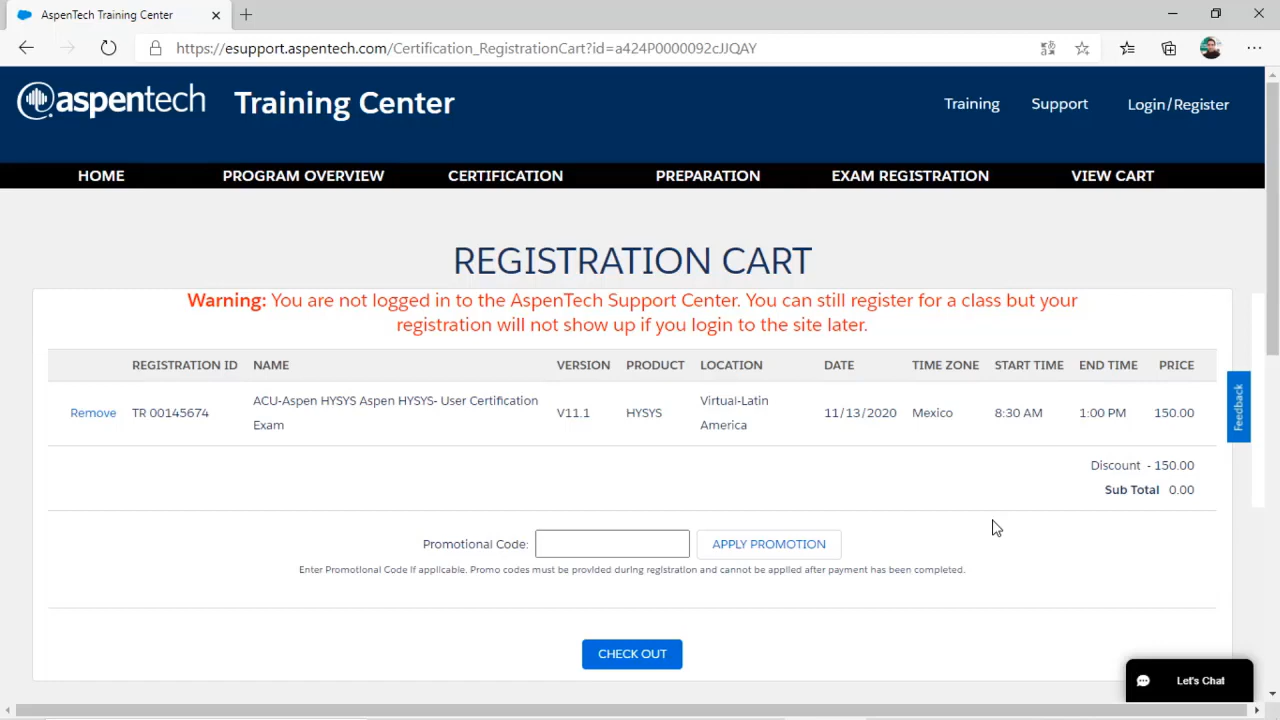 AspenTech Training Center
https://esupport.aspentech.com/Certification_RegistrationCart?id=a424P0000092cJJQAY
aspentech Training Center
Training Support Login/Register
HOME PROGRAM OVERVIEW CERTIFICATION PREPARATION EXAM REGISTRATION VIEW CART
REGISTRATION CART
Warning: You are not logged in to the AspenTech Support Center. You can still register for a class but your
registration will not show up if you login to the site later.
REGISTRATION ID NAME VERSION PRODUCT LOCATION DATE TIME ZONE START TIME END TIME PRICE
Remove TR 00145674 ACU-Aspen HYSYS Aspen HYSYS- User Certification Exam V11.1 HYSYS Virtual-Latin America 11/13/2020 Mexico 8:30 AM 1:00 PM 150.00
Discount - 150.00
Sub Total 0.00
Promotional Code: APPLY PROMOTION
Enter Promotional Code if applicable. Promo codes must be provided during registration and cannot be applied after payment has been completed.
CHECK OUT
Feedback
Let's Chat